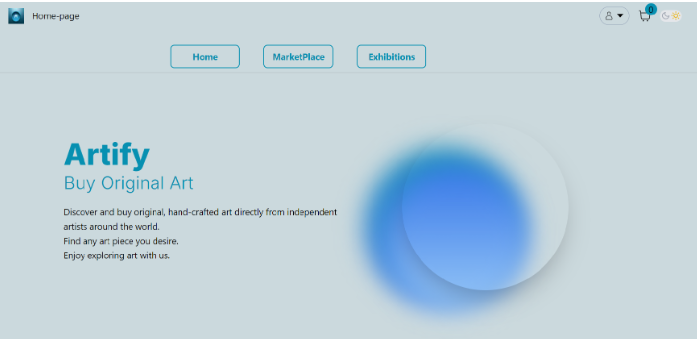 Home-page
0
Home
MarketPlace
Exhibitions
Artify
Buy Original Art
Discover and buy original, hand-crafted art directly from independent
artists around the world.
Find any art piece you desire.
Enjoy exploring art with us.